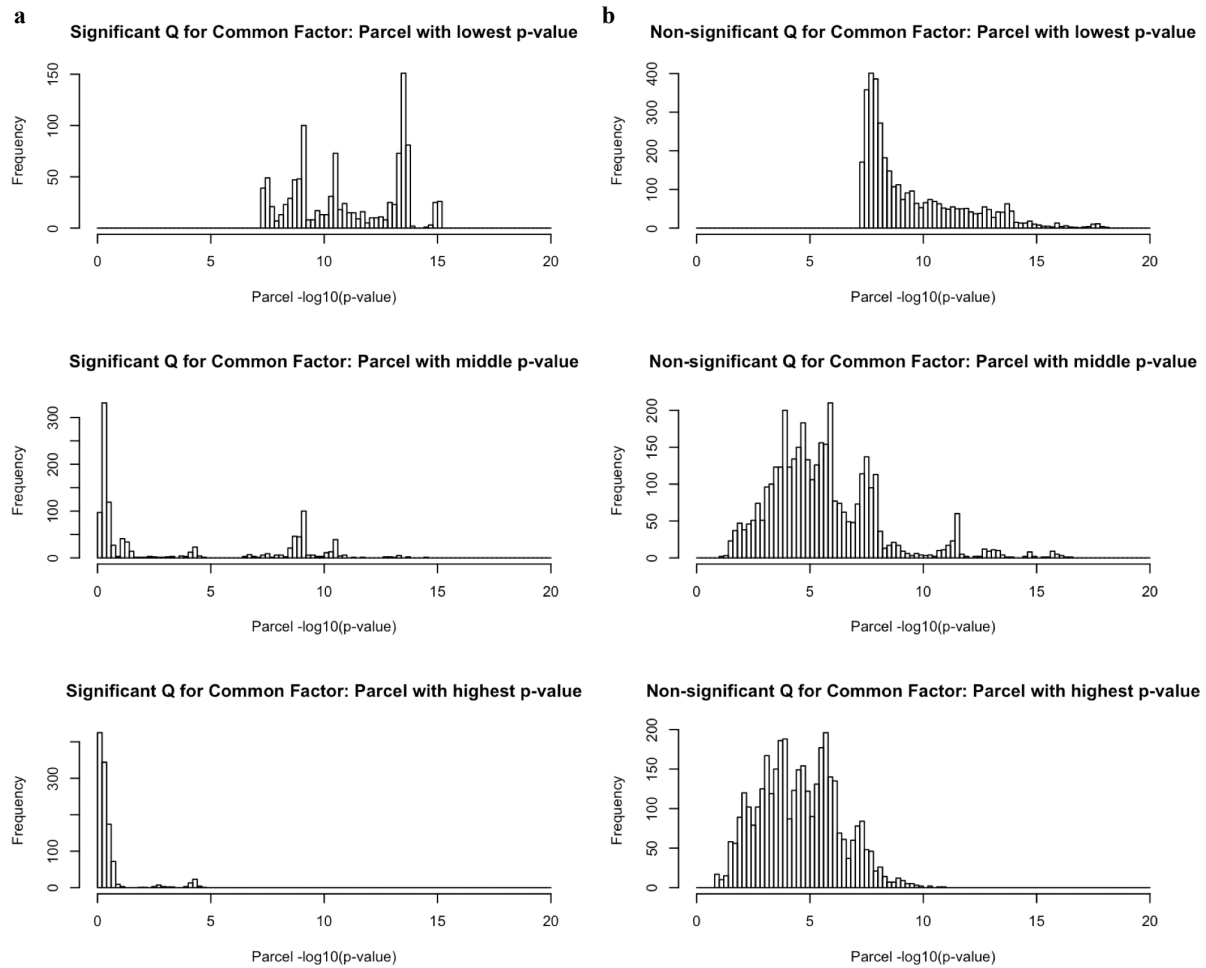 a
Significant Q for Common Factor: Parcel with lowest p-value
Frequency
150
100
50
0
0 5 10 15 20
Parcel -log10(p-value)
b
Non-significant Q for Common Factor: Parcel with lowest p-value
Frequency
400
300
200
100
0
0 5 10 15 20
Parcel -log10(p-value)
Significant Q for Common Factor: Parcel with middle p-value
Frequency
300
100
0
0 5 10 15 20
Parcel -log10(p-value)
Non-significant Q for Common Factor: Parcel with middle p-value
Frequency
200
150
100
50
0
0 5 10 15 20
Parcel -log10(p-value)
Significant Q for Common Factor: Parcel with highest p-value
Frequency
300
100
0
0 5 10 15 20
Parcel -log10(p-value)
Non-significant Q for Common Factor: Parcel with highest p-value
Frequency
200
150
100
50
0
0 5 10 15 20
Parcel -log10(p-value)